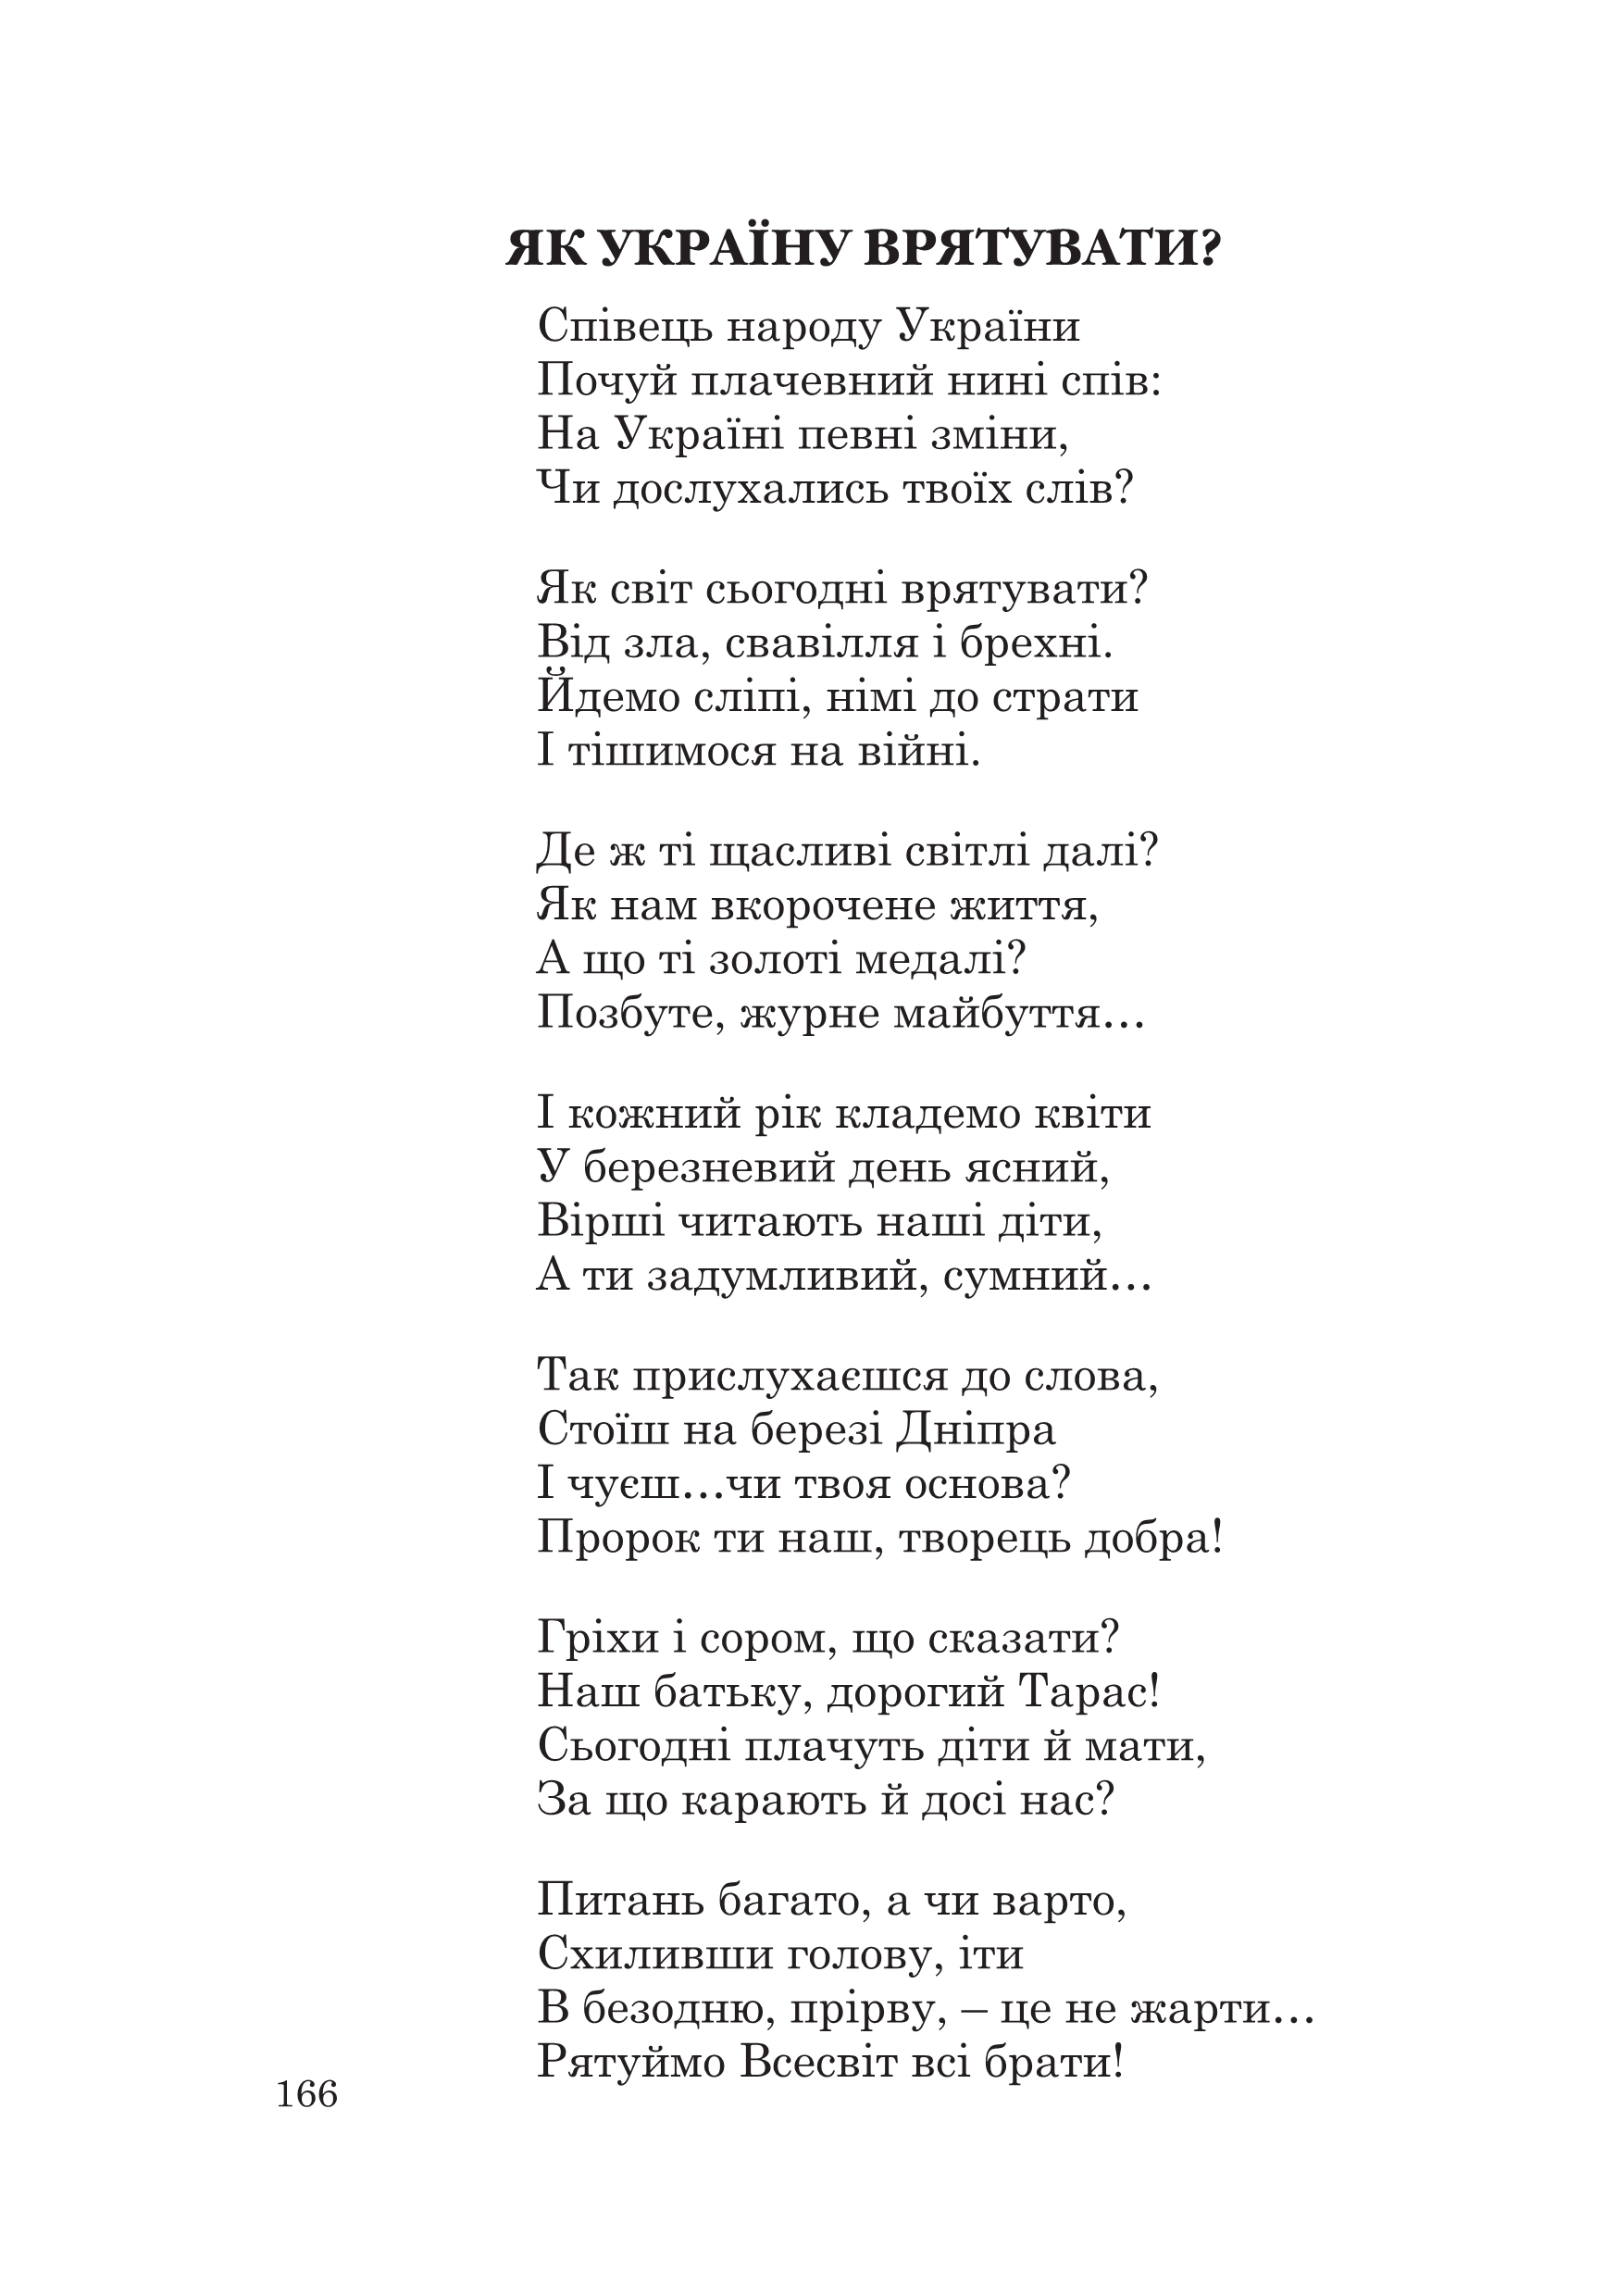 ЯК УКРАЇНУ ВРЯТУВАТИ?
Співець народу України
Почуй плачевний нині спів:
На Україні певні зміни,
Чи дослухались твоїх слів?
Як світ сьогодні врятувати?
Від зла, свавілля і брехні.
Йдемо сліпі, німі до страти
І тішимося на війні.
Де ж ті щасливі світлі далі?
Як нам вкорочене життя,
А що ті золоті медалі?
Позбуте, журне майбуття...
І кожний рік кладемо квіти
У березневий день ясний,
Вірші читають наші діти,
А ти задумливий, сумний...
Так прислухаєшся до слова,
Стоїш на березі Дніпра
І чуєш...чи твоя основа?
Пророк ти наш, творець добра!
Гріхи і сором, що сказати?
Наш батьку, дорогий Тарас!
Сьогодні плачуть діти й мати,
За що карають й досі нас?
Питань багато, а чи варто,
Схиливши голову, іти
В безодню, прірву, – це не жарти...
Рятуймо Всесвіт всі брати!
166